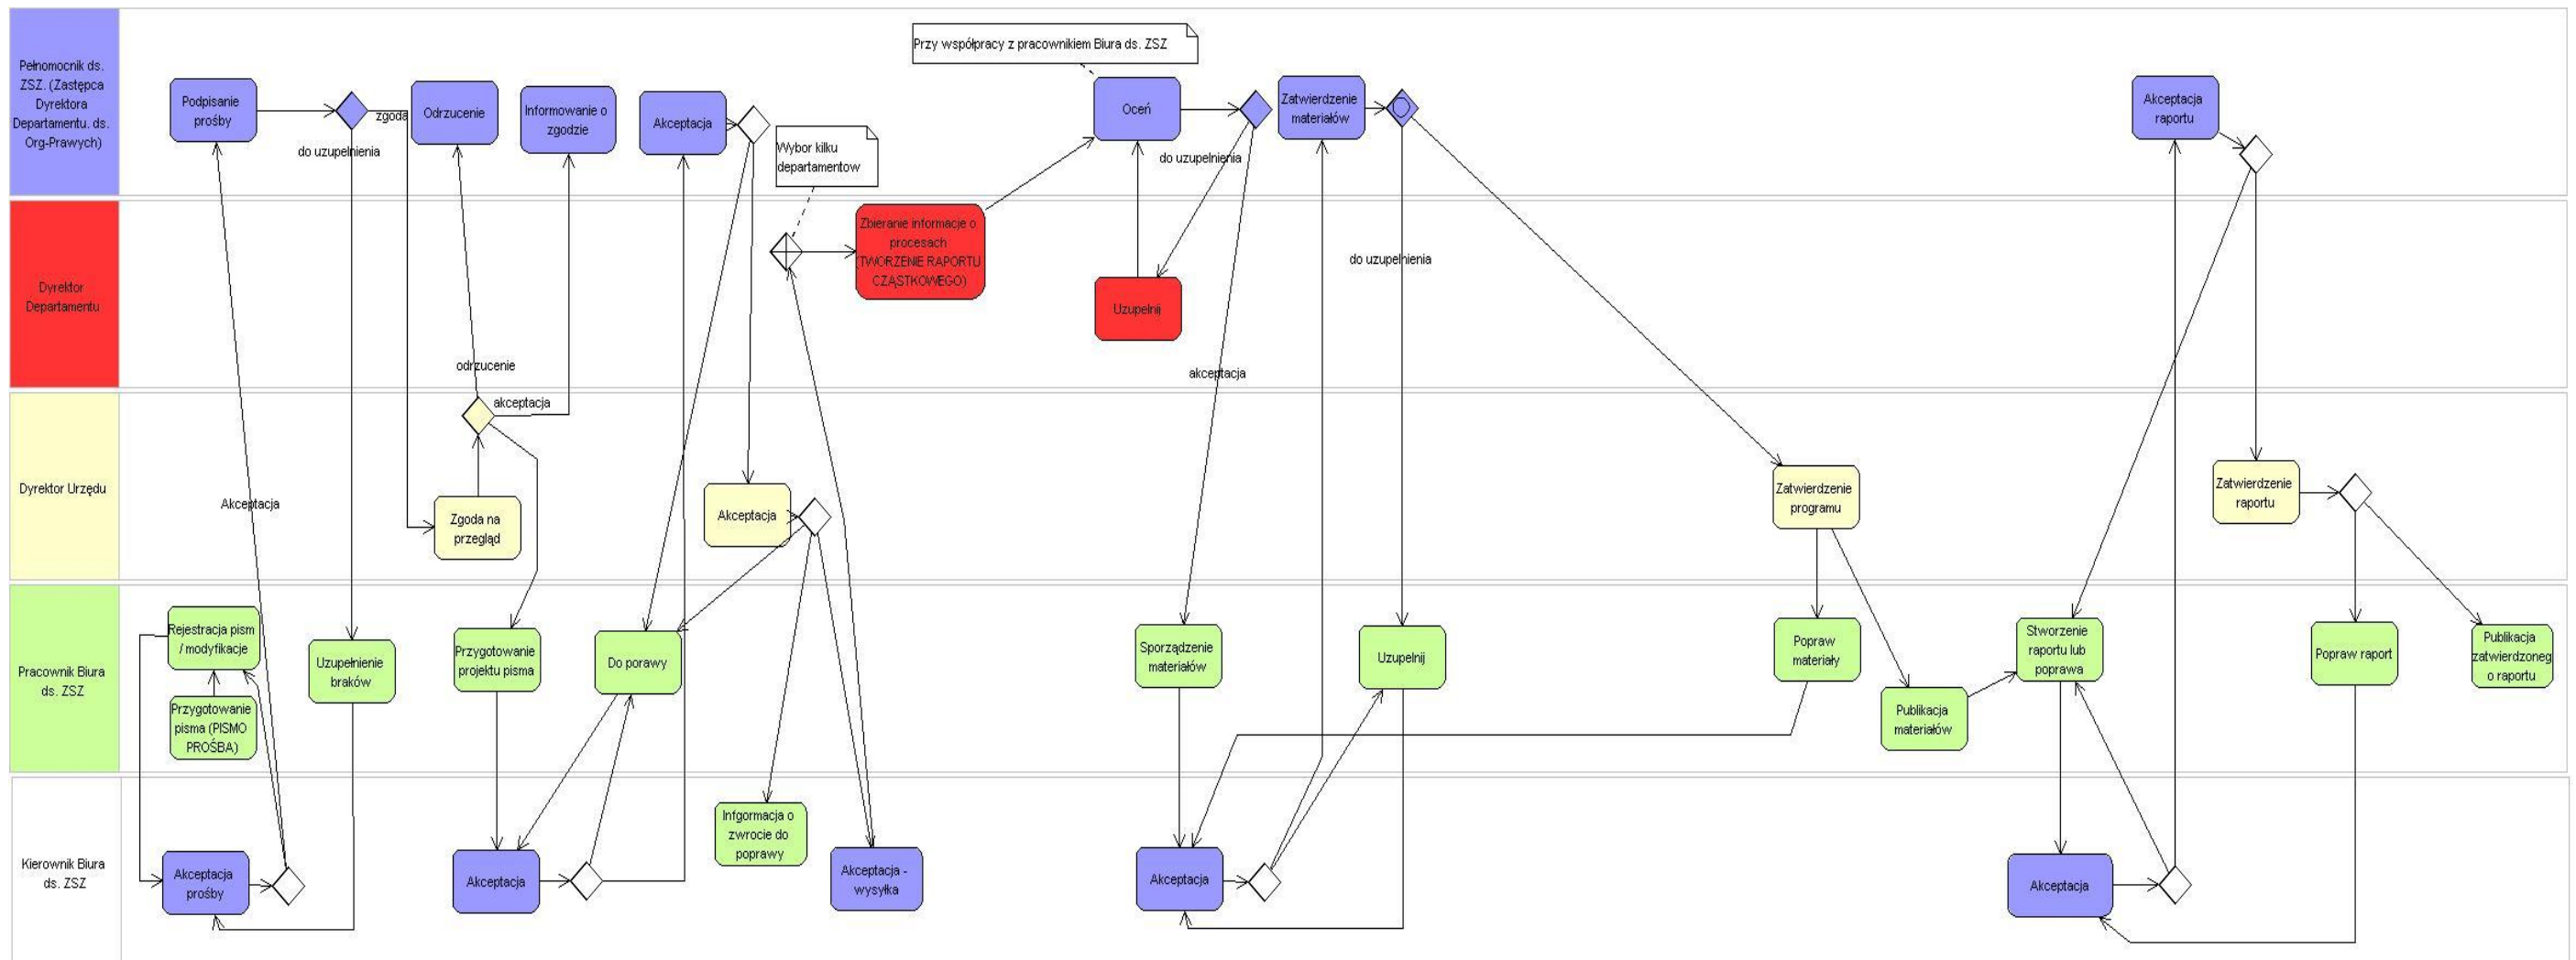 Pełnomocnik ds.
ZSZ. (Zastępca
Dyrektora
Departamentu. ds.
Org-Prawych)
Podpisanie
prośby
zgoda
do uzupełnienia
Odrzucenie
Informowanie o
zgodzie
Akceptacja
Wybor kilku
departamentow
Przy współpracy z pracownikiem Biura ds. ZSZ
Oceń
do uzupełnienia
Zatwierdzenie
materiałów
Akceptacja
raportu
Dyrektor
Departamentu
Zbieranie informacje o
procesach
(TWORZENIE RAPORTU
CZĄSTKOWEGO)
Uzupelnij
do uzupełnienia
odrzucenie
akceptacja
akceptacja
Dyrektor Urzędu
Akceptacja
Zgoda na
przegląd
Akceptacja
Zatwierdzenie
programu
Zatwierdzenie
raportu
Pracownik Biura
ds. ZSZ
Rejestracja pism
/ modyfikacje
Przygotowanie
pisma (PISMO
PROŚBA)
Uzupełnienie
braków
Przygotowanie
projektu pisma
Do porawy
Sporządzenie
materiałów
Uzupelnij
Popraw
materiały
Publikacja
materiałów
Stworzenie
raportu lub
poprawa
Popraw raport
Publikacja
zatwierdzoneg
o raportu
Kierownik Biura
ds. ZSZ
Akceptacja
prośby
Akceptacja
Infgormacja o
zwrocie do
poprawy
Akceptacja -
wysyłka
Akceptacja
Akceptacja